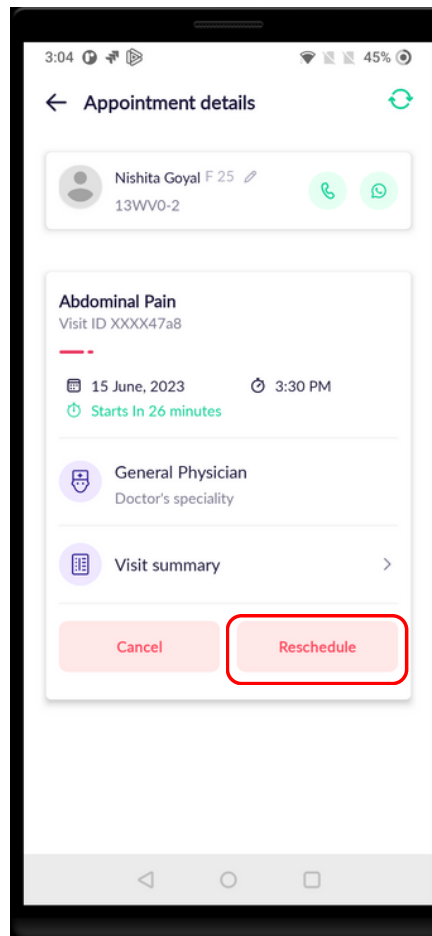 3:04
45%
Appointment details
Nishita Goyal F 25
13WV0-2
Abdominal Pain
Visit ID XXXX47a8
15 June, 2023
3:30 PM
Starts In 26 minutes
General Physician
Doctor's speciality
Visit summary
Cancel
Reschedule